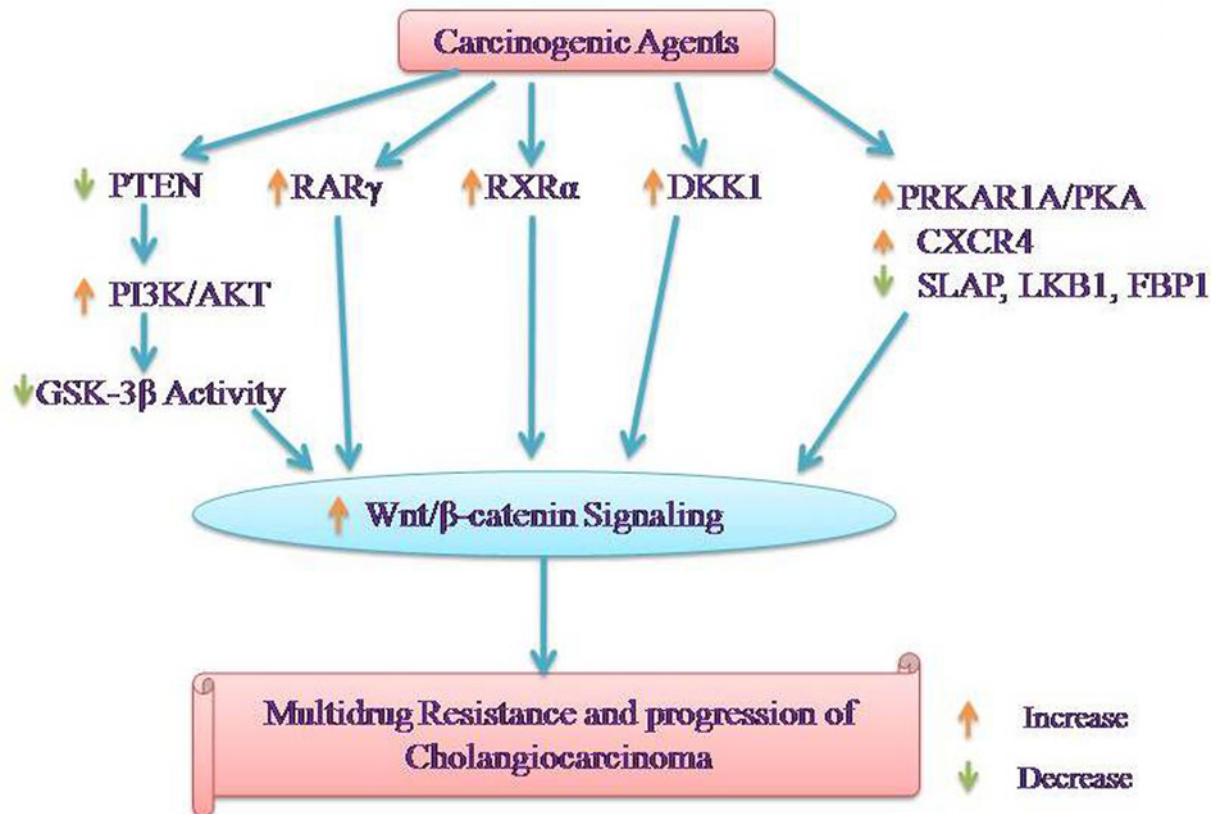 Carcinogenic Agents
PTEN
RARγ
RXRα
DKK1
PRKAR1A/PKA
CXCR4
SLAP, LKB1, FBP1
PI3K/AKT
GSK-3β Activity
Wnt/β-catenin Signaling
Multidrug Resistance and progression of
Cholangiocarcinoma
Increase
Decrease